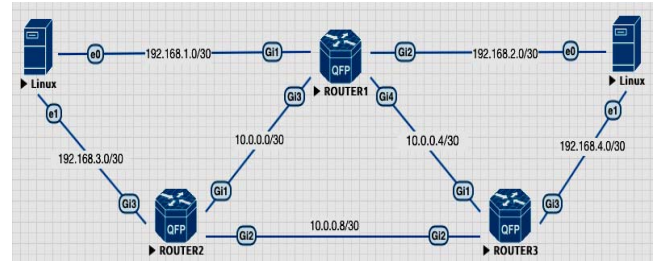 e0 192.168.1.0/30 Gi1 Gi2 192.168.2.0/30 e0
QFP
Linux ROUTER1 Linux
e1 Gi3 Gi4 e1
10.0.0.0/30 10.0.0.4/30 192.168.4.0/30
192.168.3.0/30
Gi3 Gi1 Gi1 Gi3
QFP 10.0.0.8/30 QFP
Gi2 Gi2
ROUTER2 ROUTER3